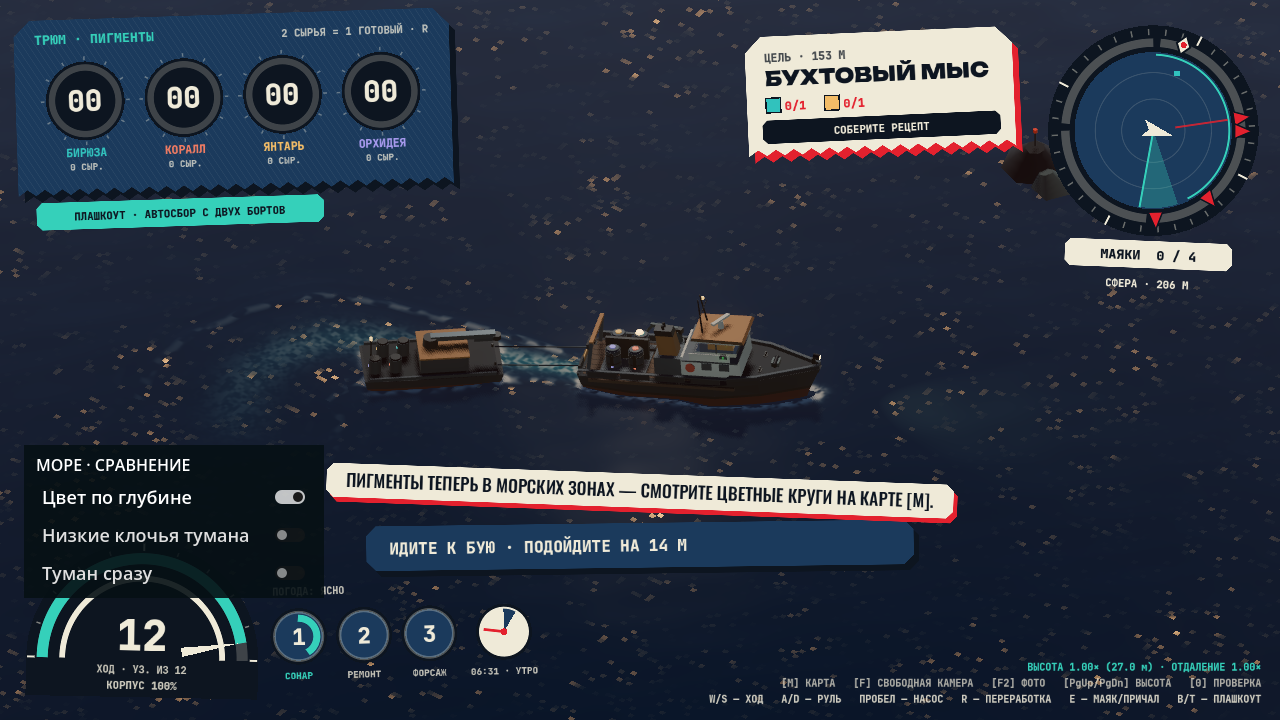 ТРЮМ · ПИГМЕНТЫ
2 СЫРЬЯ = 1 ГОТОВЫЙ · R
00 00 00 00
БИРЮЗА КОРАЛЛ ЯНТАРЬ ОРХИДЕЯ
0 СЫР. 0 СЫР. 0 СЫР. 0 СЫР.
ПЛАШКОУТ · АВТОСБОР С ДВУХ БОРТОВ
ЦЕЛЬ · 153 М
БУХТОВЫЙ МЫС
0/1 0/1
СОБЕРИТЕ РЕЦЕПТ
МАЯКИ 0 / 4
СФЕРА · 206 М
МОРЕ · СРАВНЕНИЕ
Цвет по глубине
Низкие клочья тумана
Туман сразу
ПИГМЕНТЫ ТЕПЕРЬ В МОРСКИХ ЗОНАХ — СМОТРИТЕ ЦВЕТНЫЕ КРУГИ НА КАРТЕ [M].
ИДИТЕ К БУЮ · ПОДОЙДИТЕ НА 14 М
ПОГОДА: ЯСНО
12
ХОД · УЗ. ИЗ 12
КОРПУС 100%
1 2 3
СОНАР РЕМОНТ ФОРСАЖ 06:31 · УТРО
ВЫСОТА 1.00× (27.0 м) · ОТДАЛЕНИЕ 1.00×
[M] КАРТА [F] СВОБОДНАЯ КАМЕРА [F2] ФОТО [PgUp/PgDn] ВЫСОТА [0] ПРОВЕРКА
W/S — ХОД A/D — РУЛЬ ПРОБЕЛ — НАСОС R — ПЕРЕРАБОТКА E — МАЯК/ПРИЧАЛ B/T — ПЛАШКОУТ